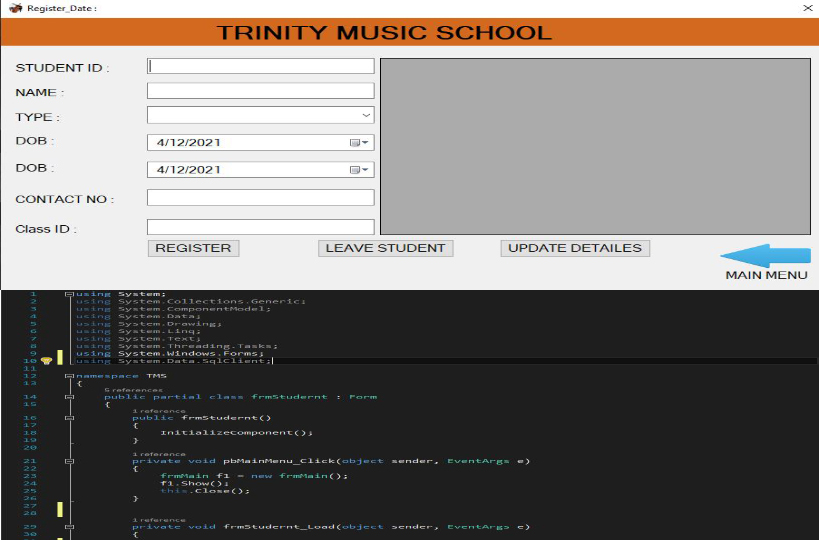 Register_Date :
TRINITY MUSIC SCHOOL
STUDENT ID :
NAME :
TYPE :
DOB :
4/12/2021
DOB :
4/12/2021
CONTACT NO :
Class ID :
REGISTER
LEAVE STUDENT
UPDATE DETAILES
MAIN MENU
1 using System;
2 using System.Collections.Generic;
3 using System.ComponentModel;
4 using System.Data;
5 using System.Drawing;
6 using System.Linq;
7 using System.Text;
8 using System.Threading.Tasks;
9 using System.Windows.Forms;
10 using System.Data.SqlClient;
11
12 namespace TMS
13 {
5 references
14 public partial class frmStudernt : Form
15 {
1 reference
16 public frmStudernt()
17 {
18 InitializeComponent();
19 }
20
1 reference
21 private void pbMainMenu_Click(object sender, EventArgs e)
22 {
23 frmMain f1 = new frmMain();
24 f1.Show();
25 this.Close();
26 }
27
28
1 reference
29 private void frmStudernt_Load(object sender, EventArgs e)
30 {